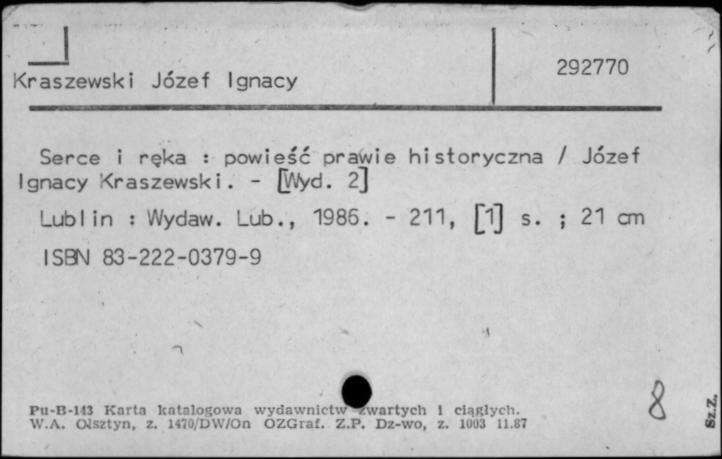 Kraszewski Józef Ignacy
292770
Serce i ręka : powieść prawie historyczna / Józef
Ignacy Kraszewski. - [Wyd. 2]
Lublin : Wydaw. Lub., 1986. - 211, [1] s. ; 21 cm
ISBN 83-222-0379-9
8
Sz.Z.
Pu-B-143 Karta katalogowa wydawnictw zwartych i ciągłych.
W.A. Olsztyn, z. 1470/DW/On OZGraf. Z.P. Dz-wo, z. 1003 11.87